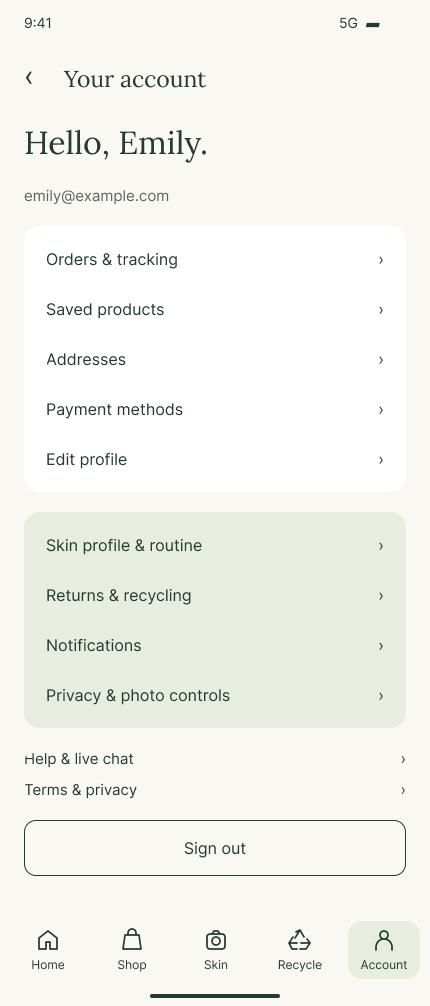 9:41 5G
‹ Your account
Hello, Emily.
emily@example.com
Orders & tracking ›
Saved products ›
Addresses ›
Payment methods ›
Edit profile ›
Skin profile & routine ›
Returns & recycling ›
Notifications ›
Privacy & photo controls ›
Help & live chat ›
Terms & privacy ›
Sign out
Home Shop Skin Recycle Account